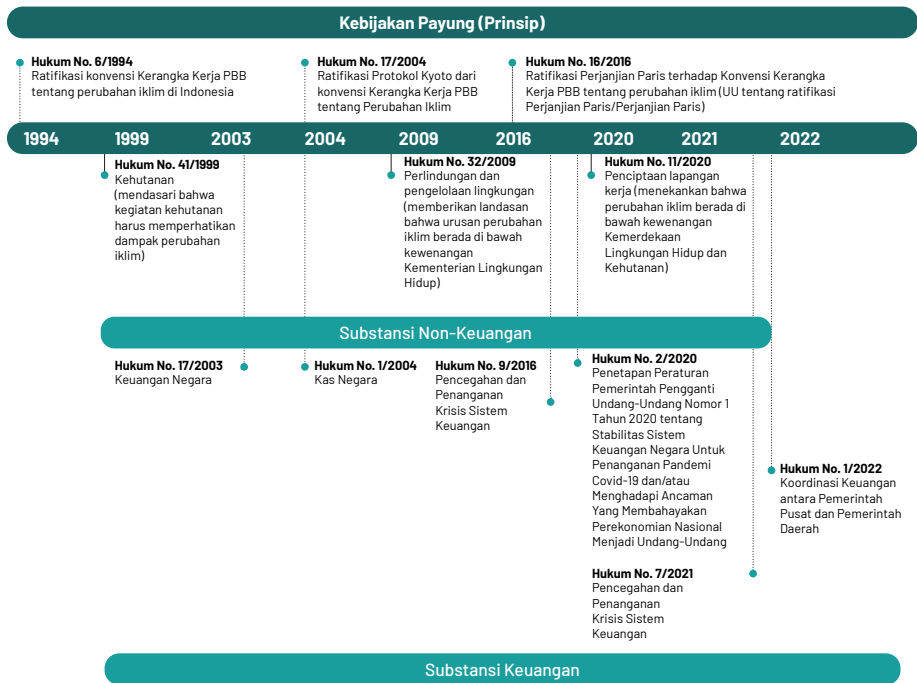 Kebijakan Payung (Prinsip)
Hukum No. 6/1994
Ratifikasi konvensi Kerangka Kerja PBB
tentang perubahan iklim di Indonesia
Hukum No. 17/2004
Ratifikasi Protokol Kyoto dari
konvensi Kerangka Kerja PBB
tentang Perubahan Iklim
Hukum No. 16/2016
Ratifikasi Perjanjian Paris terhadap Konvensi Kerangka
Kerja PBB tentang perubahan iklim (UU tentang ratifikasi
Perjanjian Paris/Perjanjian Paris)
1994 1999 2003 2004 2009 2016 2020 2021 2022
Hukum No. 41/1999
Kehutanan
(mendasari bahwa
kegiatan kehutanan
harus memperhatikan
dampak perubahan
iklim)
Hukum No. 32/2009
Perlindungan dan
pengelolaan lingkungan
(memberikan landasan
bahwa urusan perubahan
iklim berada di bawah
kewenangan
Kementerian Lingkungan
Hidup)
Hukum No. 11/2020
Penciptaan lapangan
kerja (menekankan bahwa
perubahan iklim berada di
bawah kewenangan
Kemerdekaan
Lingkungan Hidup dan
Kehutanan)
Substansi Non-Keuangan
Hukum No. 17/2003
Keuangan Negara
Hukum No. 1/2004
Kas Negara
Hukum No. 9/2016
Pencegahan dan
Penanganan
Krisis Sistem
Keuangan
Hukum No. 2/2020
Penetapan Peraturan
Pemerintah Pengganti
Undang-Undang Nomor 1
Tahun 2020 tentang
Stabilitas Sistem
Keuangan Negara Untuk
Penanganan Pandemi
Covid-19 dan/atau
Menghadapi Ancaman
Yang Membahayakan
Perekonomian Nasional
Menjadi Undang-Undang
Hukum No. 7/2021
Pencegahan dan
Penanganan
Krisis Sistem
Keuangan
Hukum No. 1/2022
Koordinasi Keuangan
antara Pemerintah
Pusat dan Pemerintah
Daerah
Substansi Keuangan